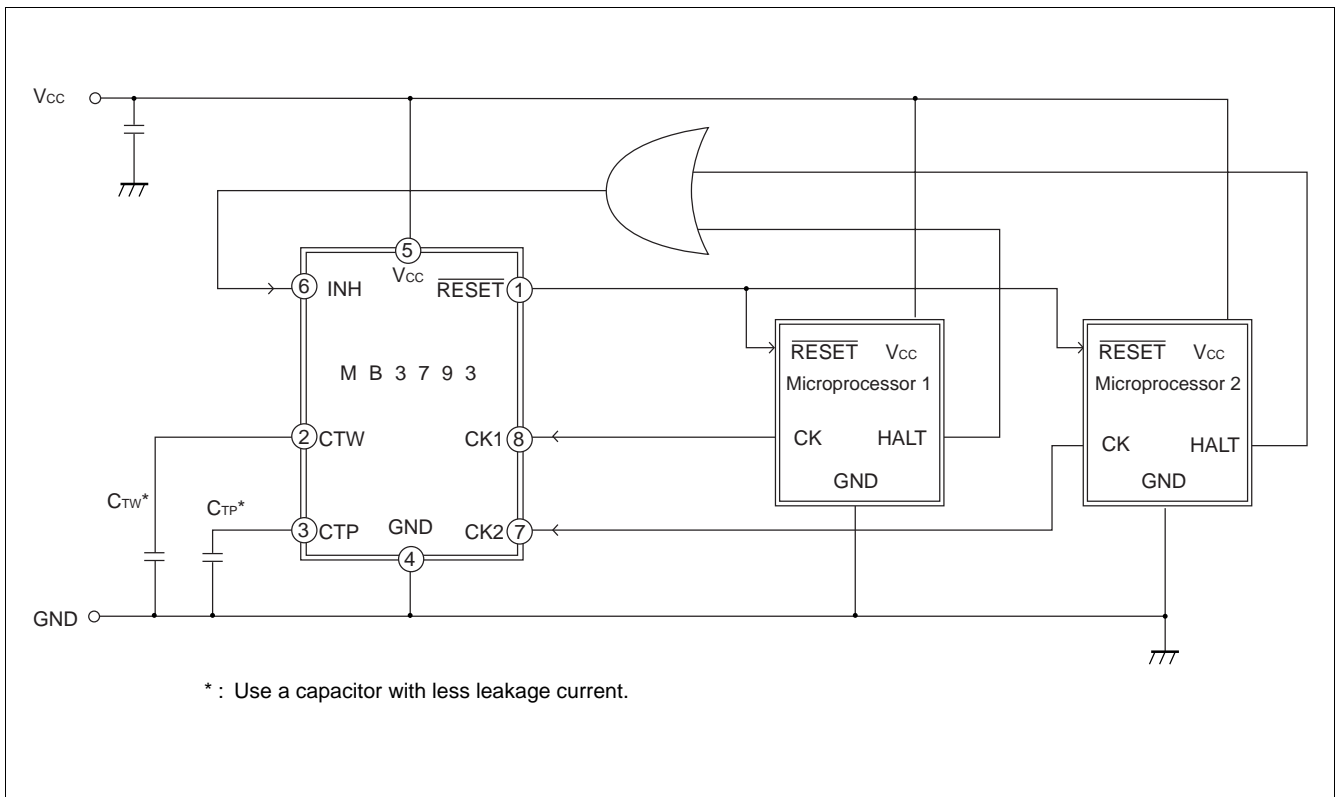 VCC
5
VCC
6 INH
RESET 1
M B 3 7 9 3
2 CTW
CK1 8
3 CTP
GND
CK2 7
4
CTW*
CTP*
GND
RESET VCC
Microprocessor 1
CK HALT
GND
RESET VCC
Microprocessor 2
CK HALT
GND
* : Use a capacitor with less leakage current.